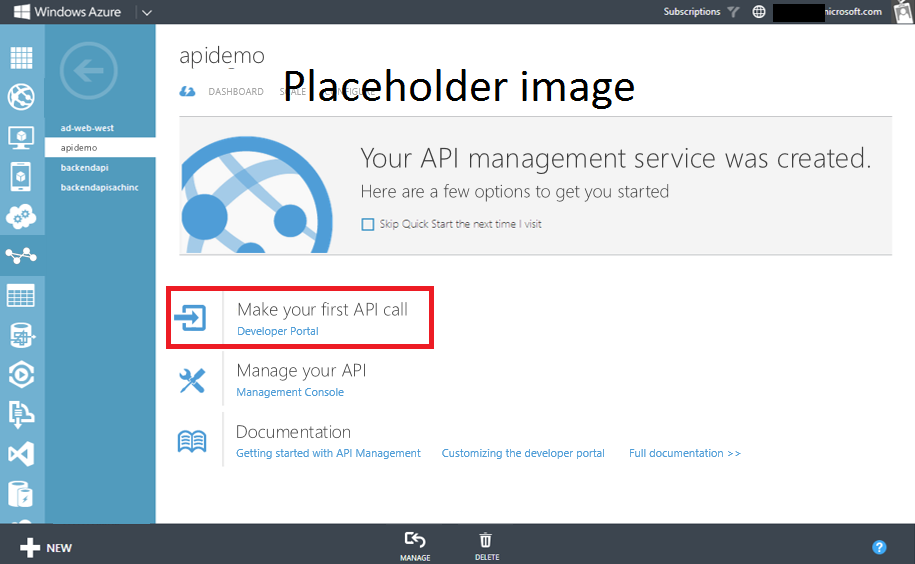 Windows Azure
Subscriptions
microsoft.com
apidemo
Placeholder image
DASHBOARD SCALE CONFIGURE
ad-web-west
apidemo
backendapi
backendapisachinc
Your API management service was created.
Here are a few options to get you started
Skip Quick Start the next time I visit
Make your first API call
Developer Portal
Manage your API
Management Console
Documentation
Getting started with API Management Customizing the developer portal Full documentation >>
NEW
MANAGE
DELETE
?